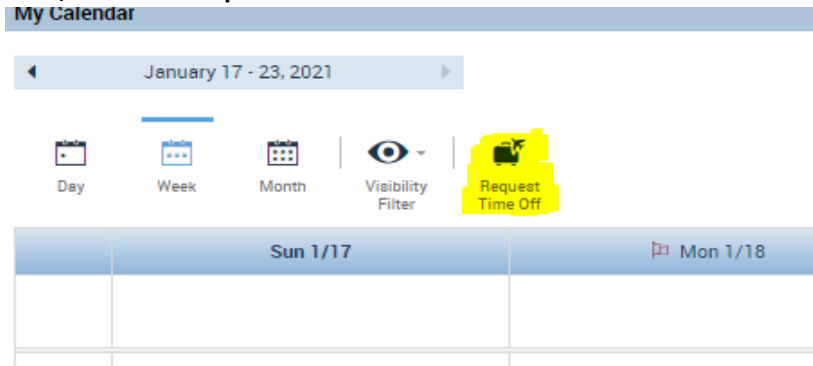 My Calendar
January 17 - 23, 2021
Day Week Month Visibility Request
Filter Time Off
Sun 1/17 Mon 1/18